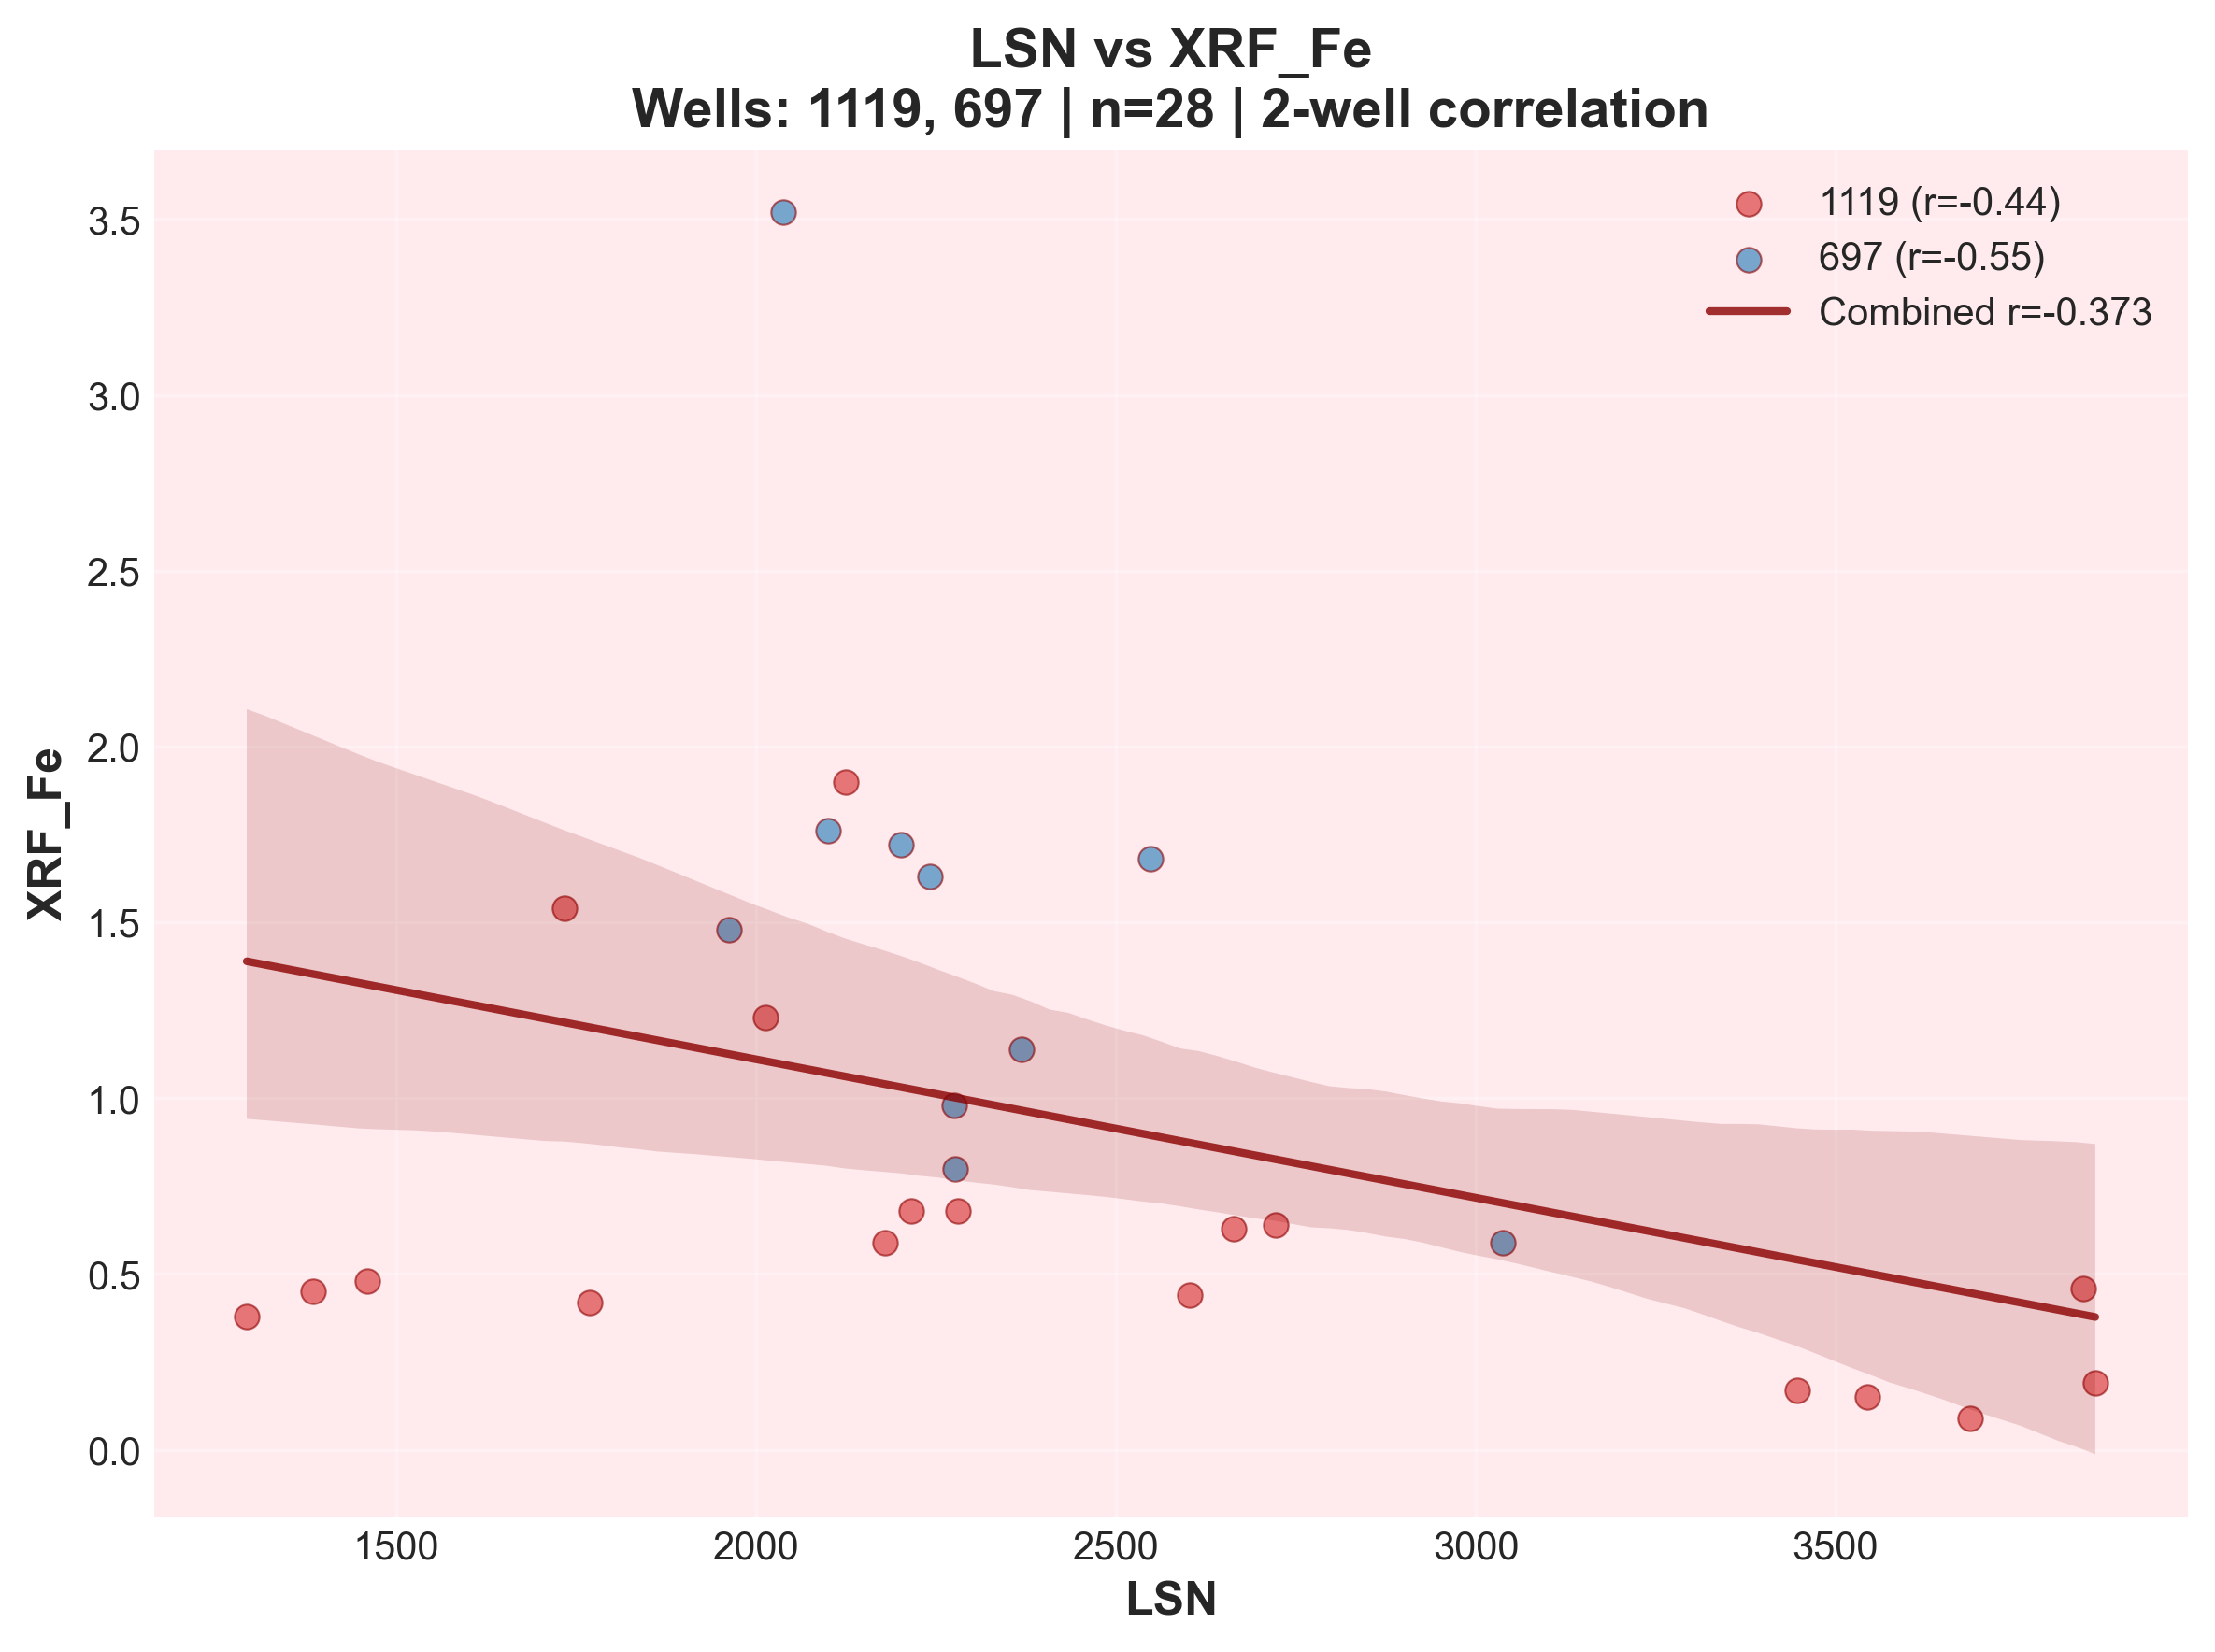 LSN vs XRF_Fe
Wells: 1119, 697 | n=28 | 2-well correlation
1119 (r=-0.44)
697 (r=-0.55)
Combined r=-0.373
XRF_Fe
3.5
3.0
2.5
2.0
1.5
1.0
0.5
0.0
1500 2000 2500 3000 3500
LSN